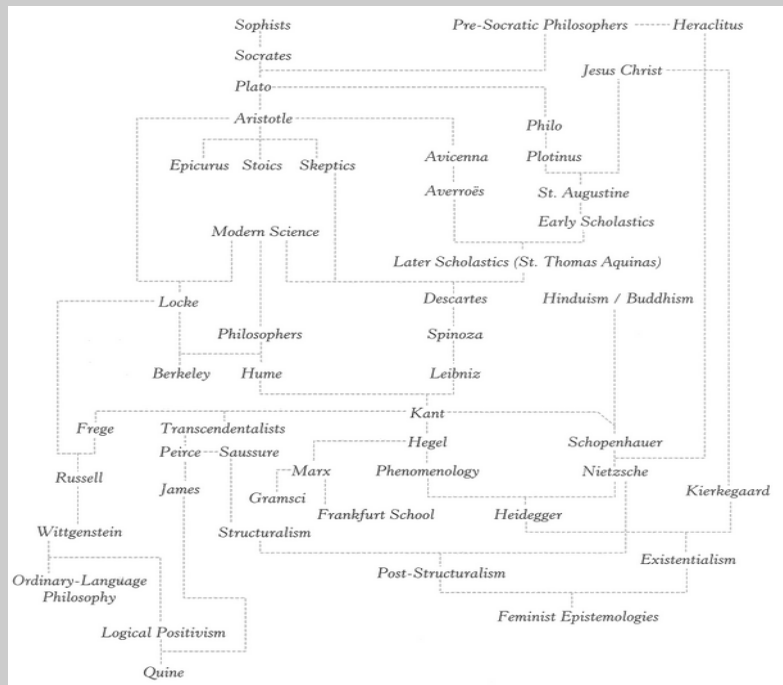 Sophists
Pre-Socratic Philosophers
Heraclitus
Socrates
Jesus Christ
Plato
Aristotle
Philo
Epicurus
Stoics
Skeptics
Avicenna
Plotinus
Averroës
St. Augustine
Early Scholastics
Modern Science
Later Scholastics (St. Thomas Aquinas)
Locke
Descartes
Hinduism / Buddhism
Philosophers
Spinoza
Berkeley
Hume
Leibniz
Kant
Frege
Transcendentalists
Hegel
Schopenhauer
Peirce
Saussure
Russell
James
Marx
Phenomenology
Nietzsche
Gramsci
Kierkegaard
Frankfurt School
Heidegger
Wittgenstein
Structuralism
Existentialism
Ordinary-Language
Philosophy
Post-Structuralism
Feminist Epistemologies
Logical Positivism
Quine